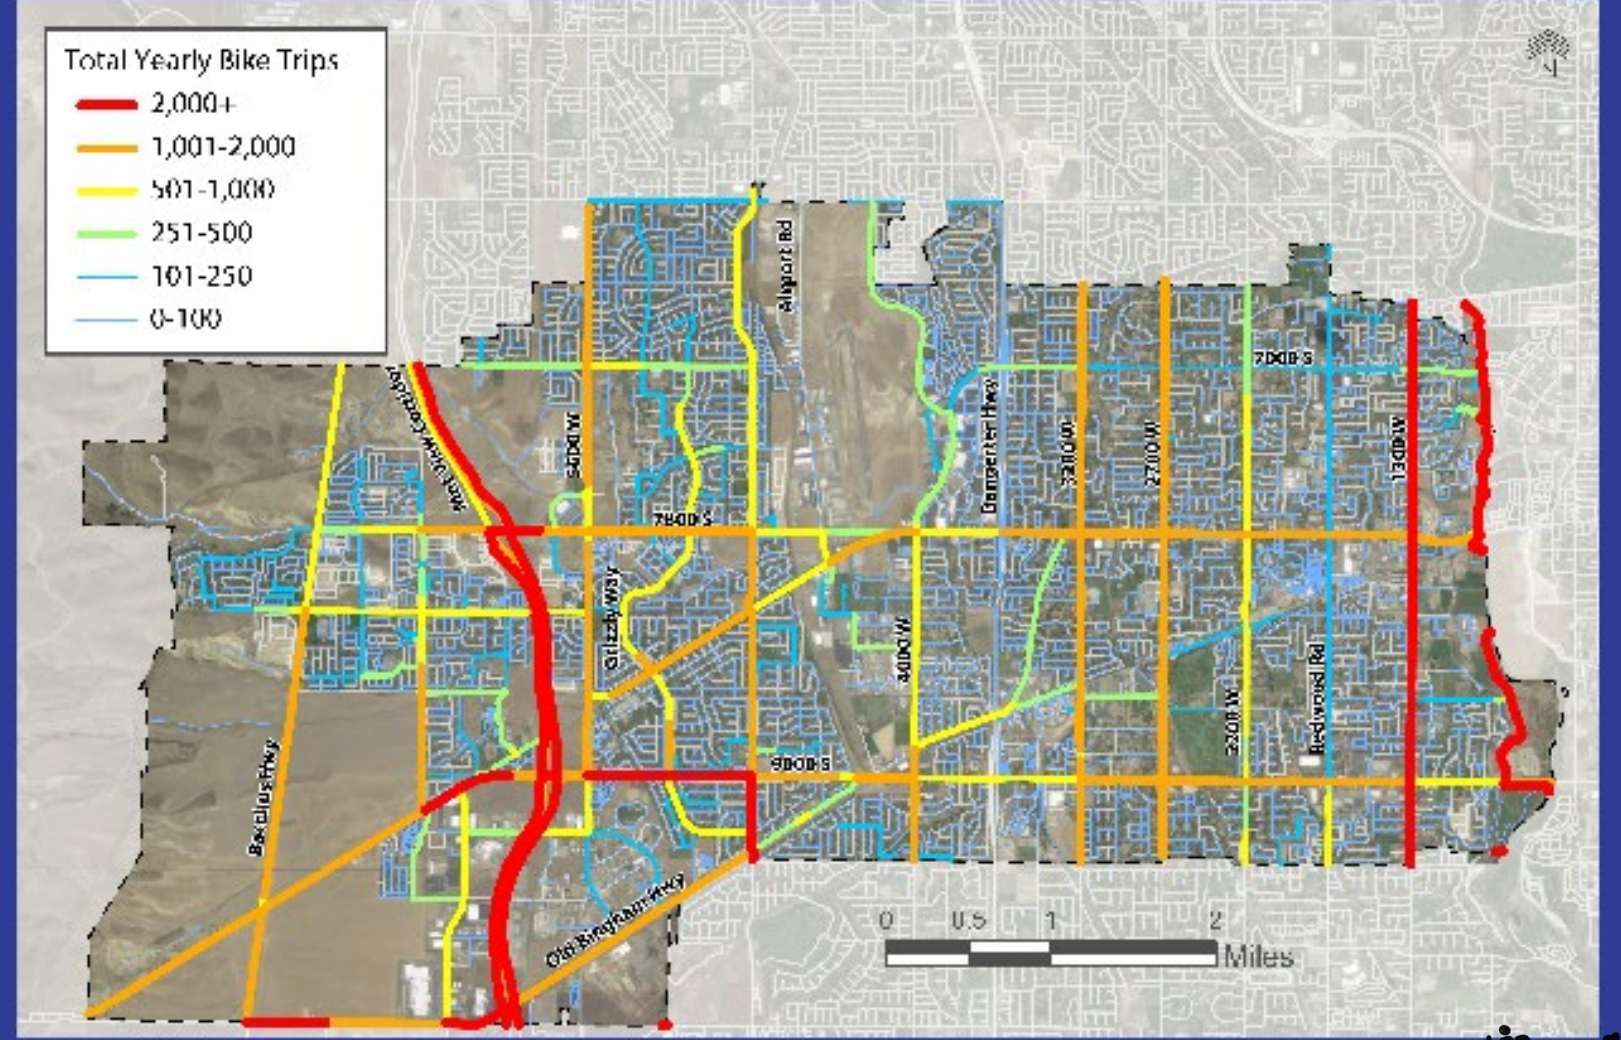 Total Yearly Bike Trips
2,000+
1,001-2,000
501-1,000
251-500
101-250
0-100
Airport Rd
7000 S
Mnt View Corridor
5600 W
Dangerter Hwy
3200 W
2700 W
1300 W
7800 S
Grizzly Way
4000 W
2200 W
Redwood Rd
Bacchus Hwy
9000 S
Old Bingham Hwy
0 0.5 1 2
Miles